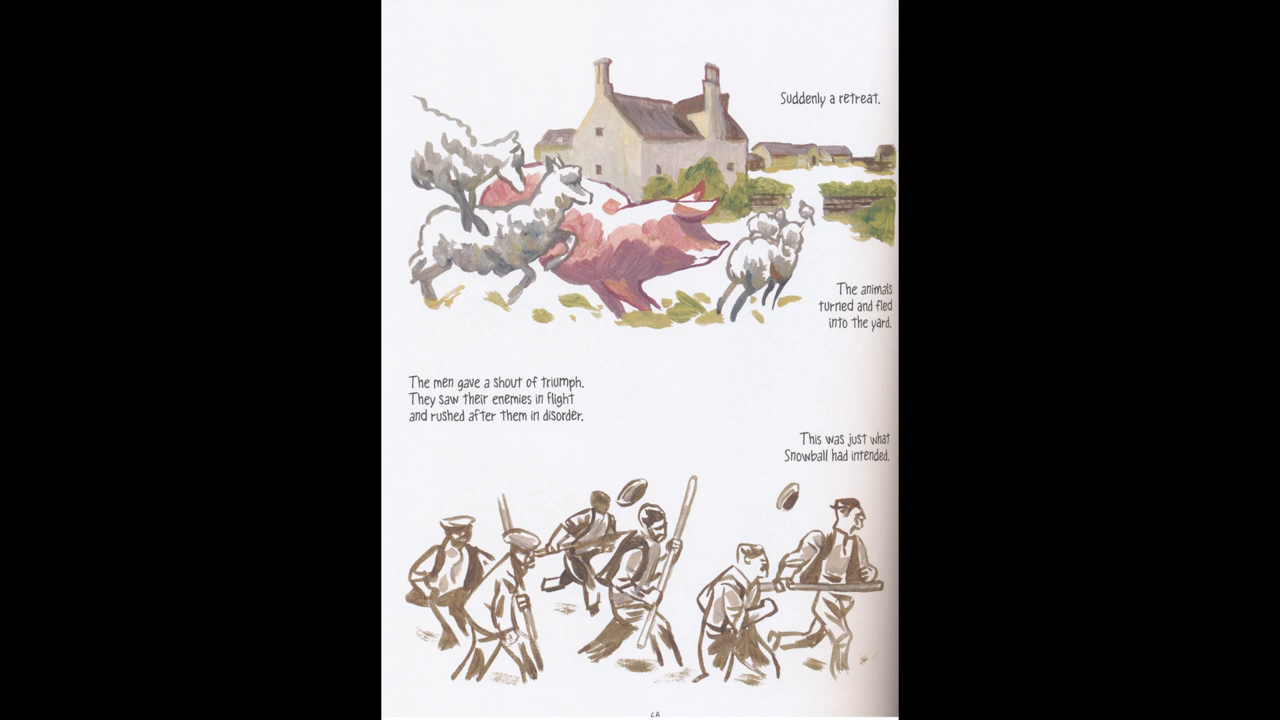 Suddenly a retreat.
The animals
turned and fled
into the yard.
The men gave a shout of triumph.
They saw their enemies in flight
and rushed after them in disorder.
This was just what
Snowball had intended.